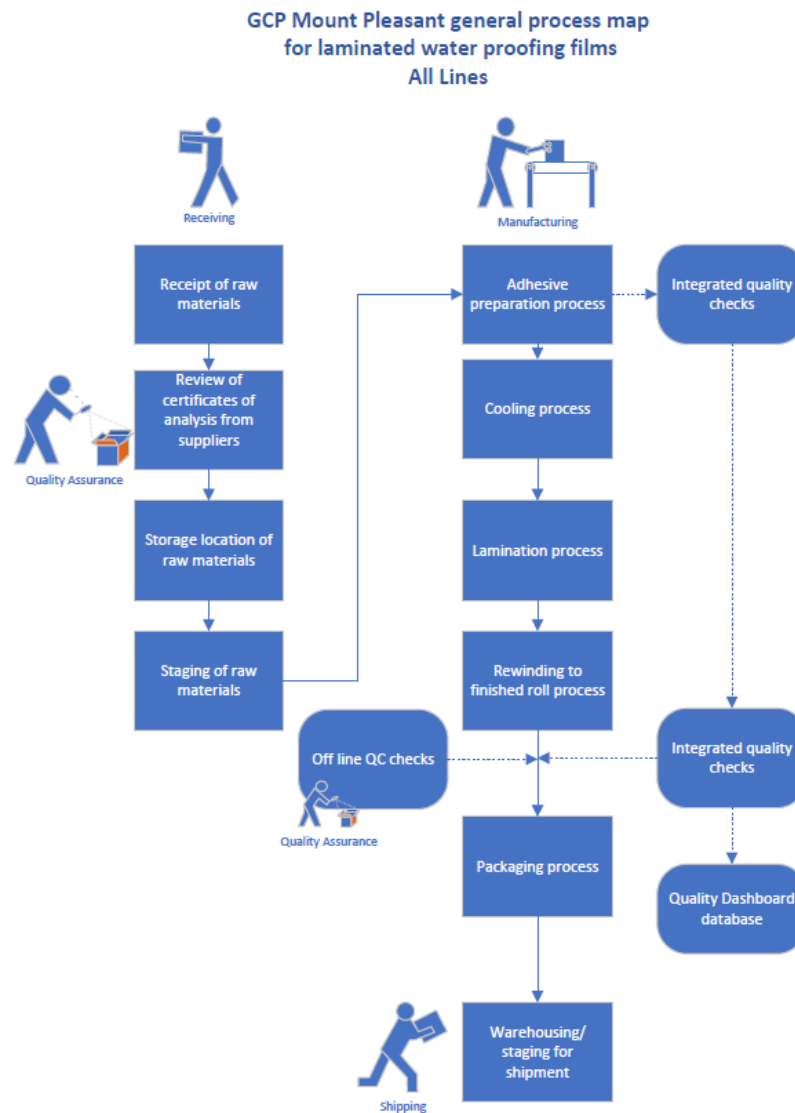 GCP Mount Pleasant general process map
for laminated water proofing films
All Lines
Receiving
Manufacturing
Receipt of raw
materials
Adhesive
preparation process
Integrated quality
checks
Review of
certificates of
analysis from
suppliers
Quality Assurance
Cooling process
Storage location of
raw materials
Lamination process
Staging of raw
materials
Rewinding to
finished roll process
Off line QC checks
Quality Assurance
Integrated quality
checks
Packaging process
Quality Dashboard
database
Warehousing/
staging for
shipment
Shipping